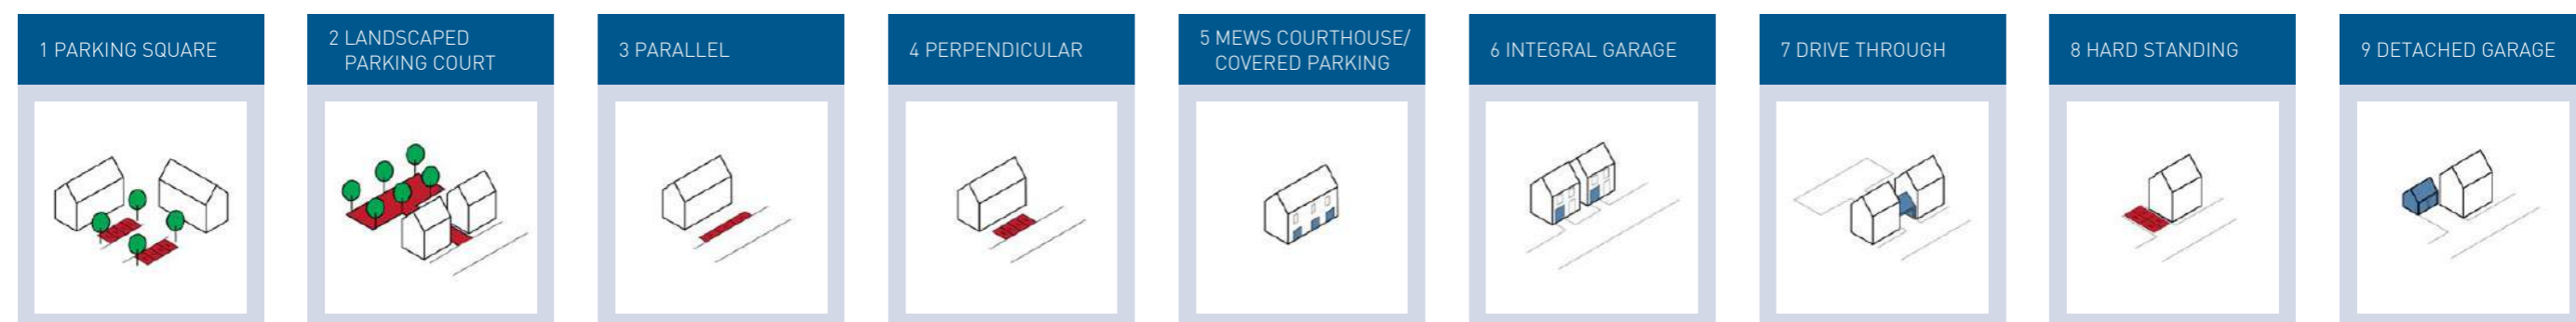 1 PARKING SQUARE
2 LANDSCAPED
PARKING COURT
3 PARALLEL
4 PERPENDICULAR
5 MEWS COURTHOUSE/
COVERED PARKING
6 INTEGRAL GARAGE
7 DRIVE THROUGH
8 HARD STANDING
9 DETACHED GARAGE